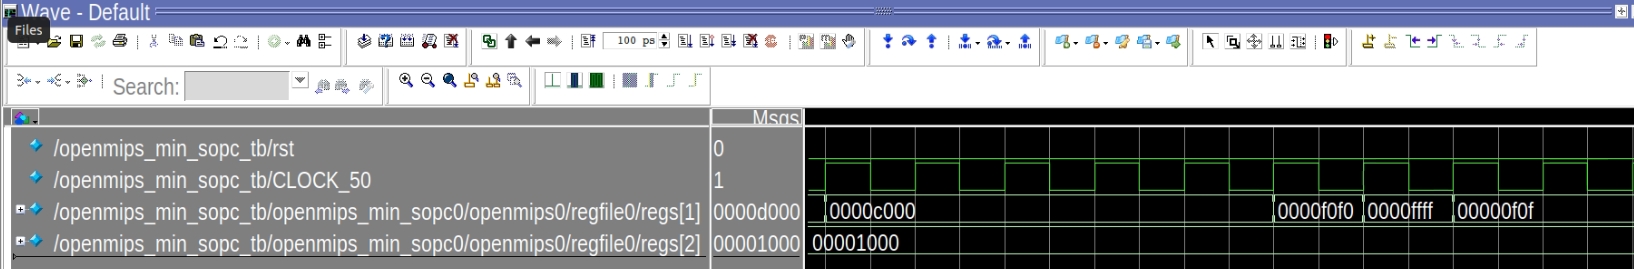 Wave - Default
Files
100 ps
Search:
Msgs
/openmips_min_sopc_tb/rst 0
/openmips_min_sopc_tb/CLOCK_50 1
/openmips_min_sopc_tb/openmips_min_sopc0/openmips0/regfile0/regs[1] 0000d000 0000c000 0000f0f0 0000ffff 00000f0f
/openmips_min_sopc_tb/openmips_min_sopc0/openmips0/regfile0/regs[2] 00001000 00001000